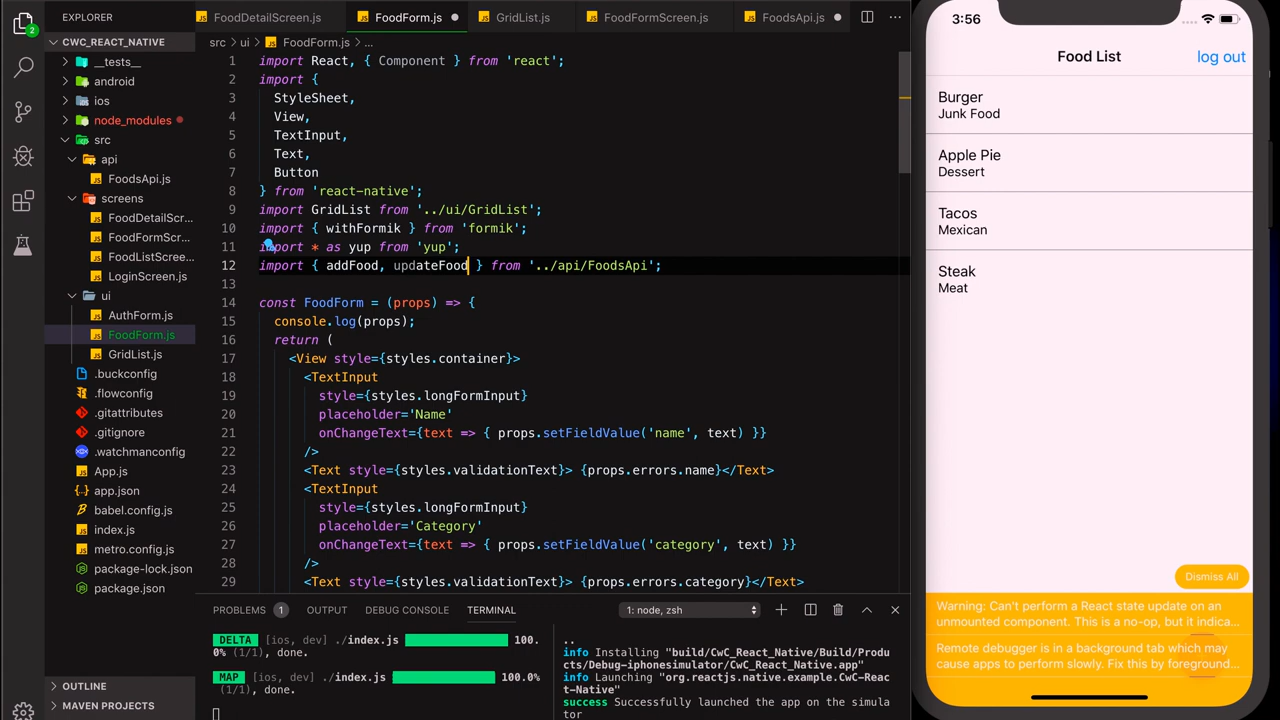 EXPLORER
CWC_REACT_NATIVE
__tests__
android
ios
node_modules
src
api
FoodsApi.js
screens
FoodDetailScr...
FoodFormScr...
FoodListScree...
LoginScreen.js
ui
AuthForm.js
FoodForm.js
GridList.js
.buckconfig
.flowconfig
.gitattributes
.gitignore
.watchmanconfig
App.js
app.json
babel.config.js
index.js
metro.config.js
package-lock.json
package.json
OUTLINE
MAVEN PROJECTS
2
FoodDetailScreen.js FoodForm.js GridList.js FoodFormScreen.js FoodsApi.js
src > ui > FoodForm.js > ...
1 import React, { Component } from 'react';
2 import {
3 StyleSheet,
4 View,
5 TextInput,
6 Text,
7 Button
8 } from 'react-native';
9 import GridList from '../ui/GridList';
10 import { withFormik } from 'formik';
11 import * as yup from 'yup';
12 import { addFood, updateFood } from '../api/FoodsApi';
13
14 const FoodForm = (props) => {
15 console.log(props);
16 return (
17 <View style={styles.container}>
18 <TextInput
19 style={styles.longFormInput}
20 placeholder='Name'
21 onChangeText={text => { props.setFieldValue('name', text) }}
22 />
23 <Text style={styles.validationText}> {props.errors.name}</Text>
24 <TextInput
25 style={styles.longFormInput}
26 placeholder='Category'
27 onChangeText={text => { props.setFieldValue('category', text) }}
28 />
29 <Text style={styles.validationText}> {props.errors.category}</Text>
PROBLEMS 1 OUTPUT DEBUG CONSOLE TERMINAL 1: node, zsh
DELTA [ios, dev] ./index.js 100.
0% (1/1), done.
MAP [ios, dev] ./index.js 100.0%
(1/1), done.
..
info Installing "build/CwC_React_Native/Build/Produ
cts/Debug-iphonesimulator/CwC_React_Native.app"
info Launching "org.reactjs.native.example.CwC-Reac
t-Native"
success Successfully launched the app on the simula
tor
3:56
Food List log out
Burger
Junk Food
Apple Pie
Dessert
Tacos
Mexican
Steak
Meat
Dismiss All
Warning: Can't perform a React state update on an
unmounted component. This is a no-op, but it indica...
Remote debugger is in a background tab which may
cause apps to perform slowly. Fix this by foreground...